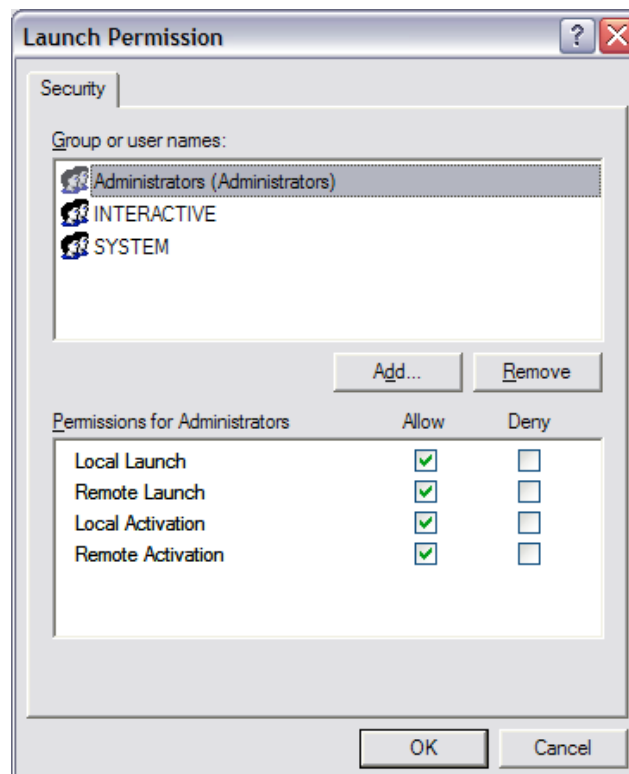 Launch Permission
Security
Group or user names:
Administrators (Administrators)
INTERACTIVE
SYSTEM
Add... Remove
Permissions for Administrators Allow Deny
Local Launch
Remote Launch
Local Activation
Remote Activation
OK Cancel